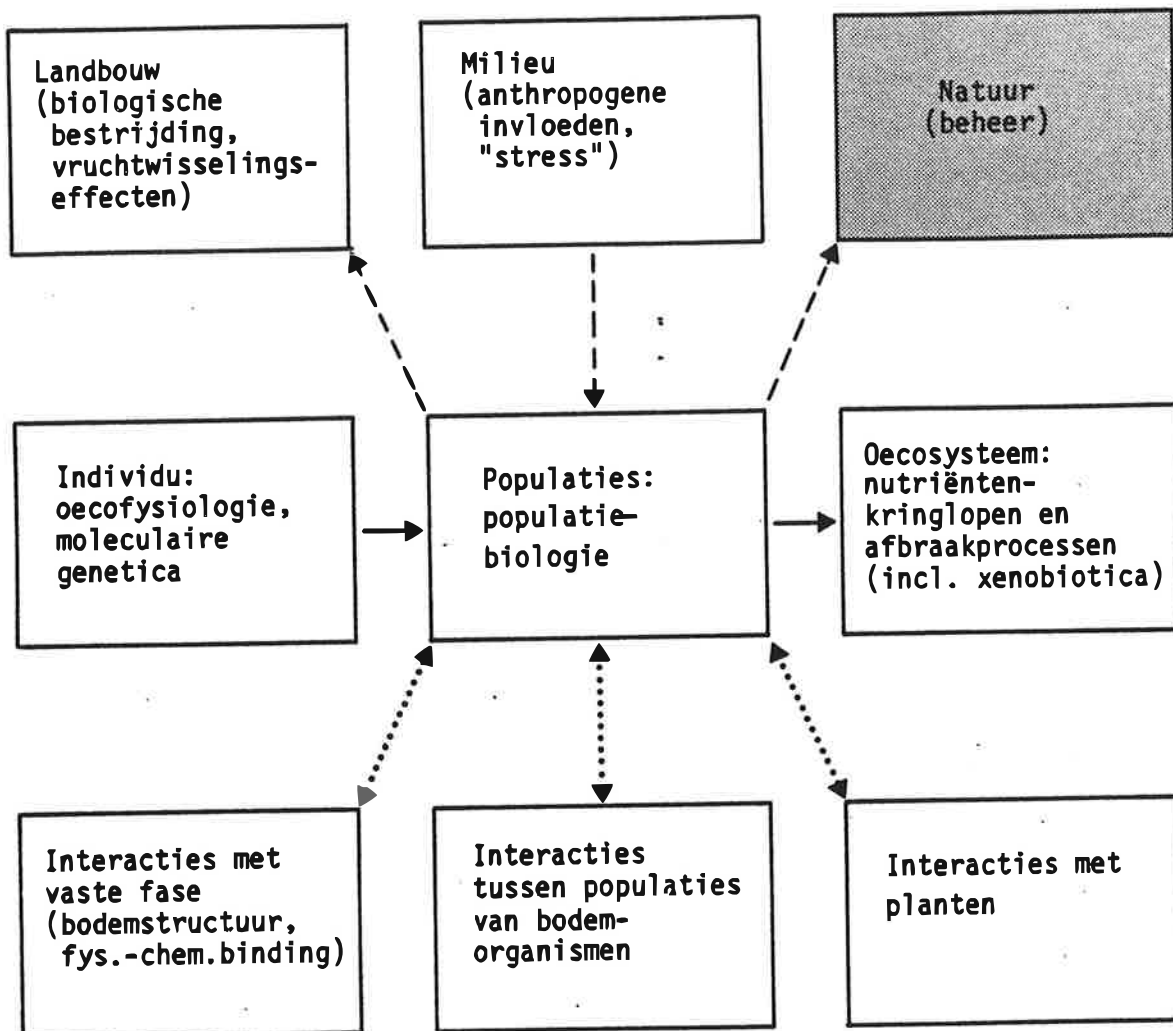 Landbouw
(biologische
bestrijding,
vruchtwisselings-
effecten)
Milieu
(anthropogene
invloeden,
"stress")
Natuur
(beheer)
Individu:
oecofysiologie,
moleculaire
genetica
Populaties:
populatie-
biologie
Oecosysteem:
nutriënten-
kringlopen en
afbraakprocessen
(incl. xenobiotica)
Interacties met
vaste fase
(bodemstructuur,
fys.-chem.binding)
Interacties
tussen populaties
van bodem-
organismen
Interacties met
planten